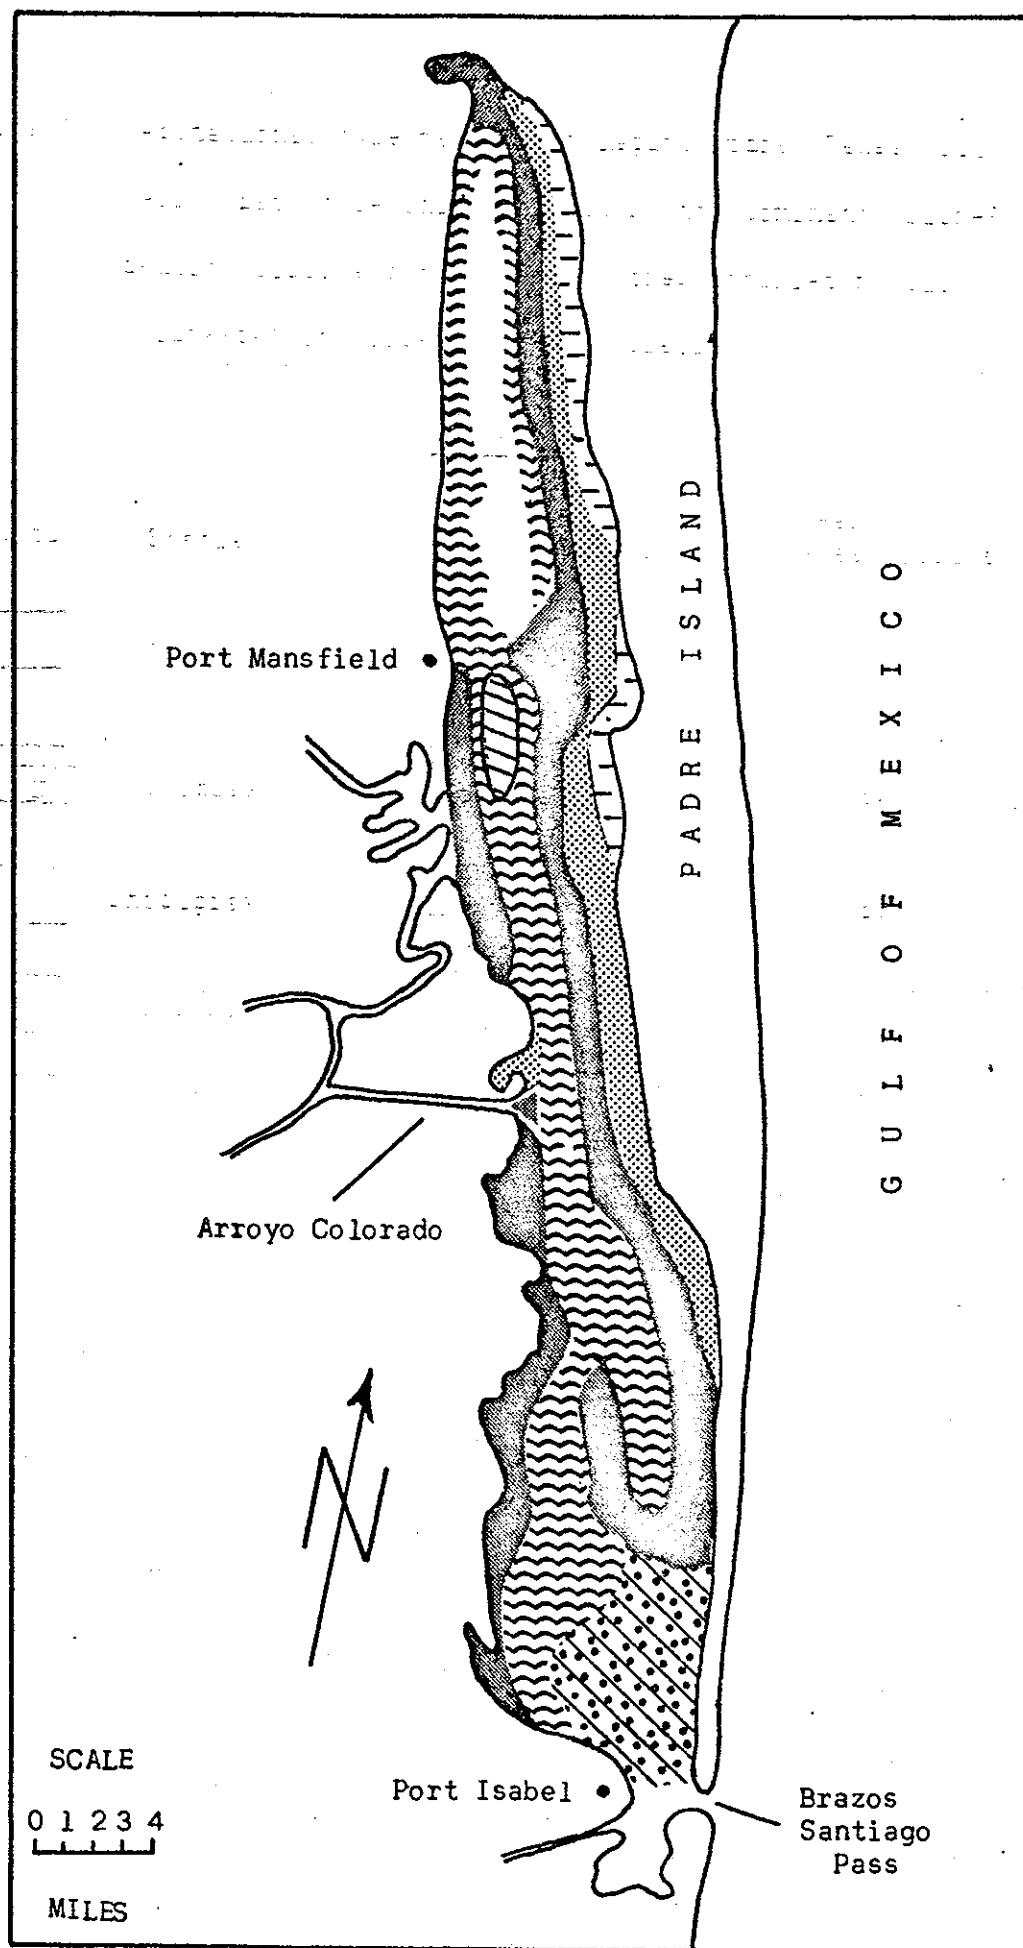 Port Mansfield
PADRE ISLAND
GULF OF MEXICO
Arroyo Colorado
N
SCALE
0 1 2 3 4
MILES
Port Isabel
Brazos
Santiago
Pass